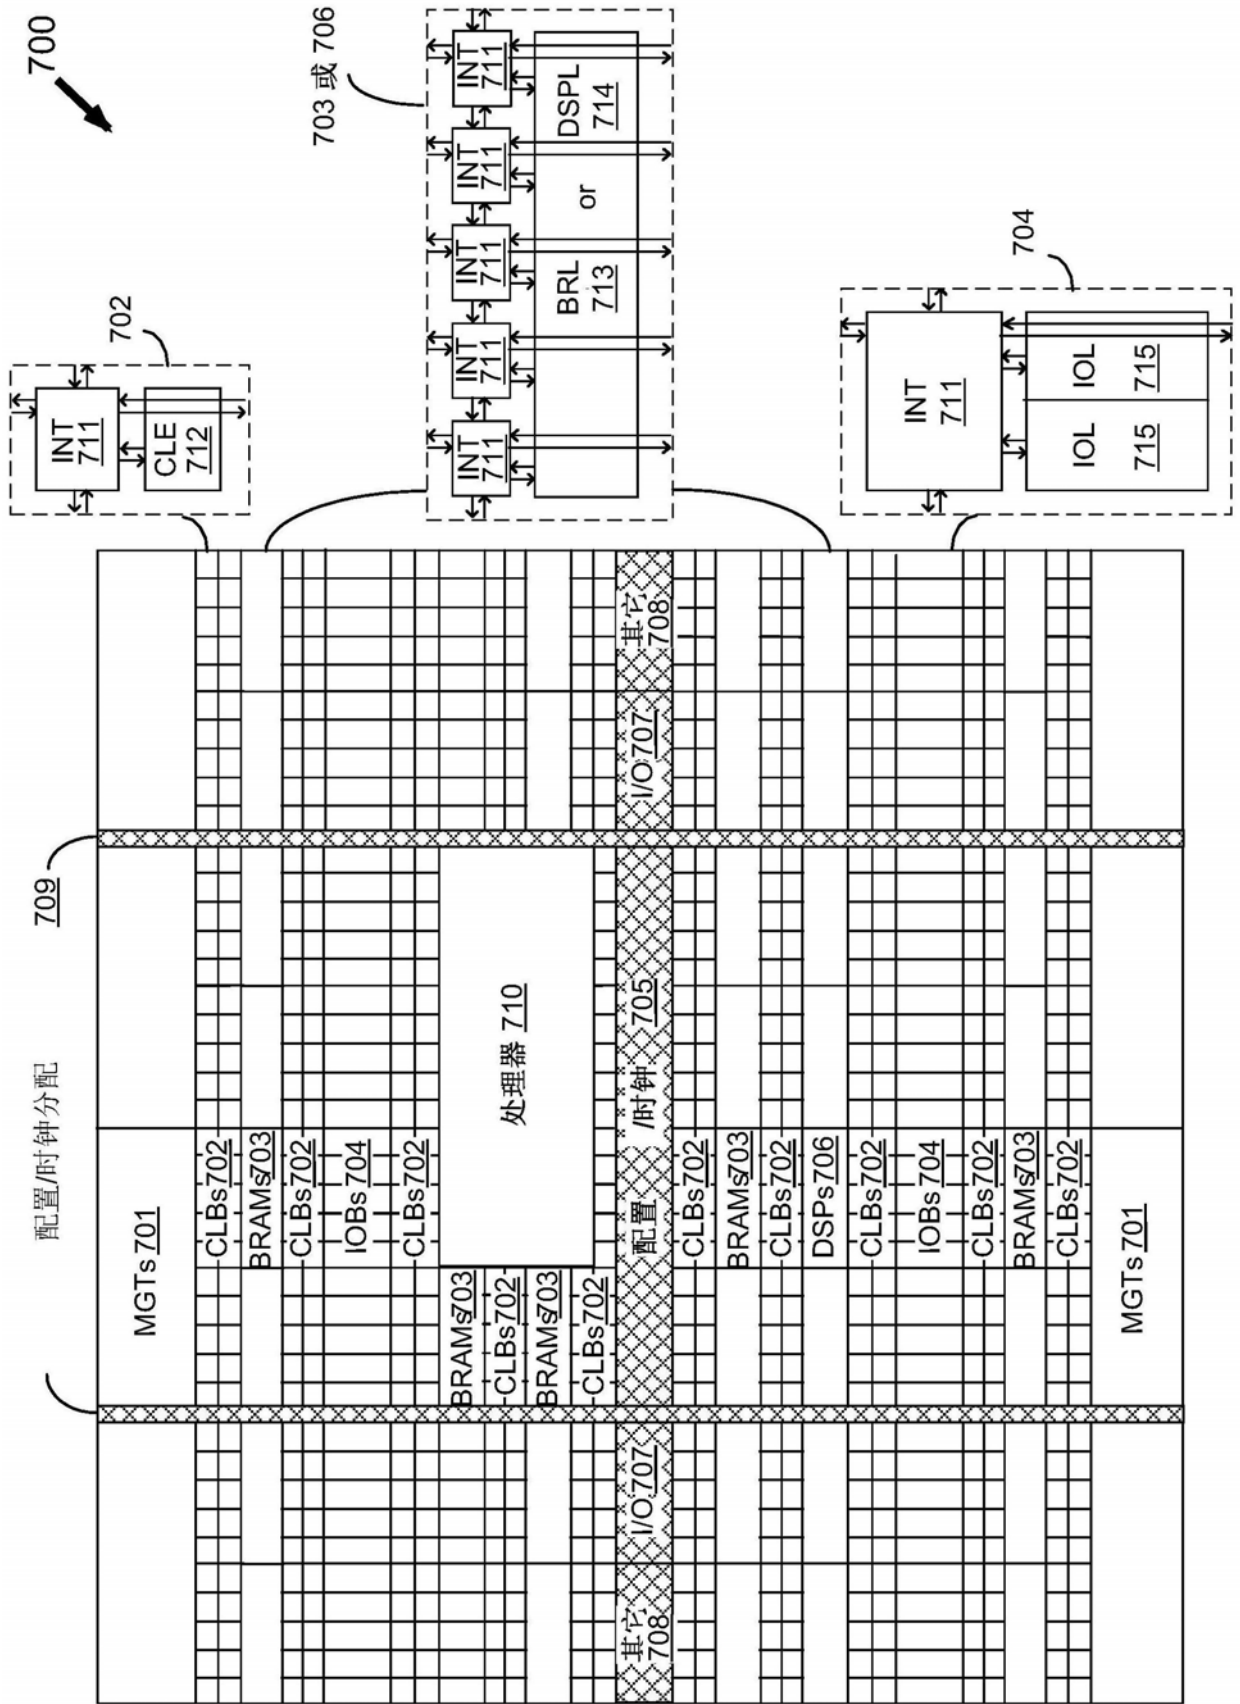 700
配置/时钟分配
709
MGTs 701
CLBs 702
BRAMs 703
CLBs 702
IOBs 704
CLBs 702
BRAMs 703
CLBs 702
BRAMs 703
CLBs 702
处理器 710
其它 708
I/O 707
配置 /时钟 705
I/O 707
其它 708
CLBs 702
BRAMs 703
CLBs 702
DSPs 706
CLBs 702
IOBs 704
CLBs 702
BRAMs 703
CLBs 702
MGTs 701
702
INT
711
CLE
712
703 或 706
INT
711
INT
711
INT
711
INT
711
INT
711
BRL or DSPL
713 714
704
INT
711
IOL IOL
715 715